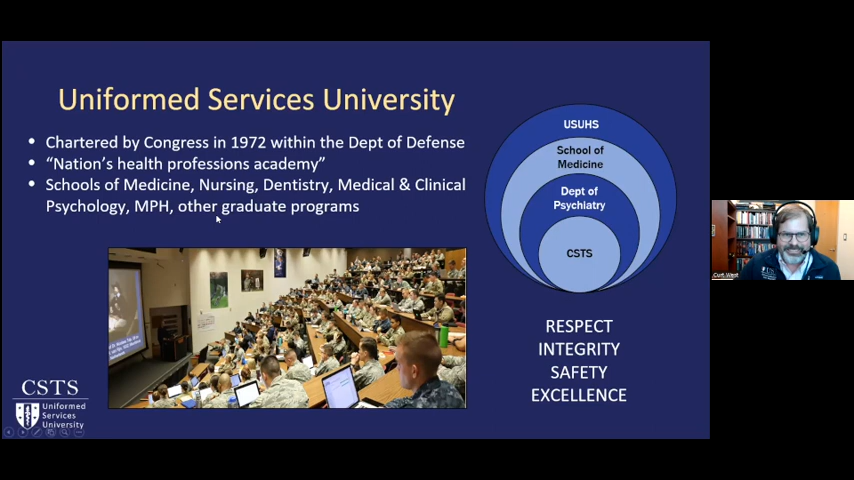 Uniformed Services University
• Chartered by Congress in 1972 within the Dept of Defense
• “Nation’s health professions academy”
• Schools of Medicine, Nursing, Dentistry, Medical & Clinical
Psychology, MPH, other graduate programs
USUHS
School of
Medicine
Dept of
Psychiatry
CSTS
RESPECT
INTEGRITY
SAFETY
EXCELLENCE
CSTS
Uniformed
Services
University
Curt West